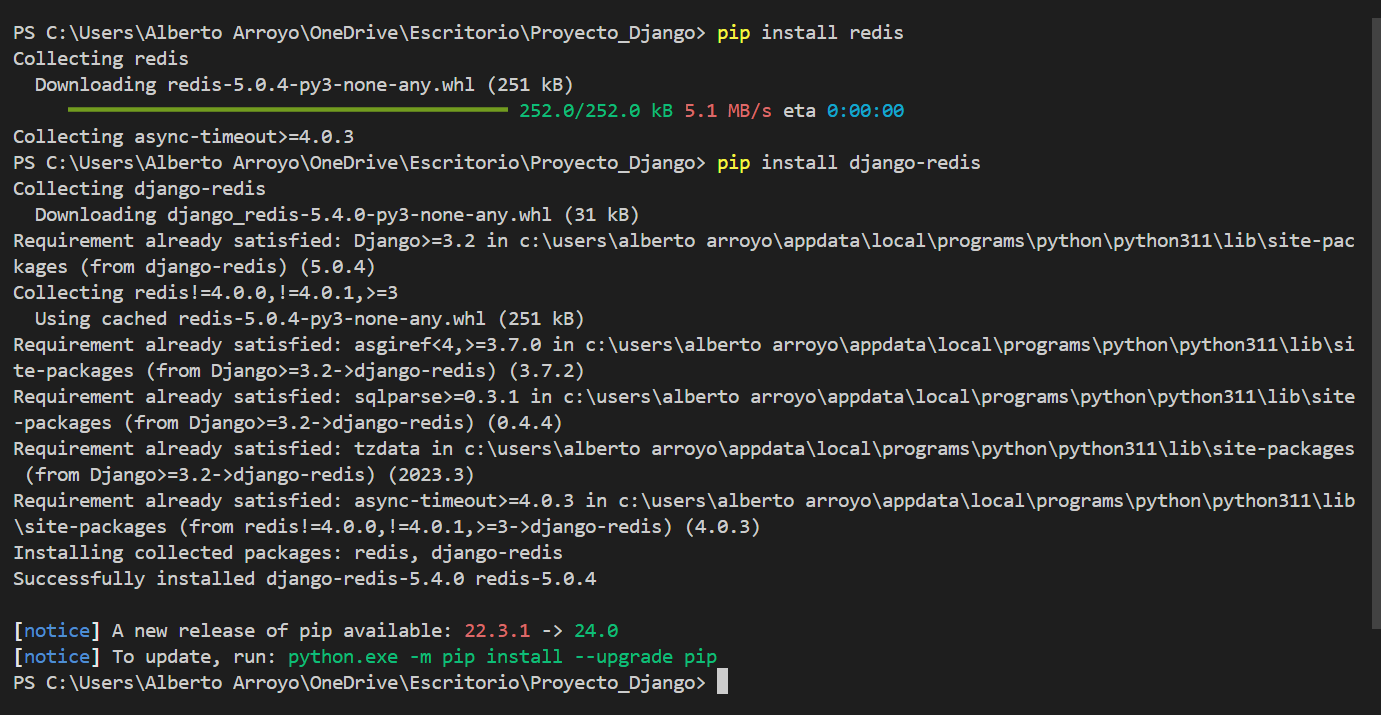 PS C:\Users\Alberto Arroyo\OneDrive\Escritorio\Proyecto_Django> pip install redis
Collecting redis
  Downloading redis-5.0.4-py3-none-any.whl (251 kB)
252.0/252.0 kB 5.1 MB/s eta 0:00:00
Collecting async-timeout>=4.0.3
PS C:\Users\Alberto Arroyo\OneDrive\Escritorio\Proyecto_Django> pip install django-redis
Collecting django-redis
  Downloading django_redis-5.4.0-py3-none-any.whl (31 kB)
Requirement already satisfied: Django>=3.2 in c:\users\alberto arroyo\appdata\local\programs\python\python311\lib\site-pac
kages (from django-redis) (5.0.4)
Collecting redis!=4.0.0,!=4.0.1,>=3
  Using cached redis-5.0.4-py3-none-any.whl (251 kB)
Requirement already satisfied: asgiref<4,>=3.7.0 in c:\users\alberto arroyo\appdata\local\programs\python\python311\lib\si
te-packages (from Django>=3.2->django-redis) (3.7.2)
Requirement already satisfied: sqlparse>=0.3.1 in c:\users\alberto arroyo\appdata\local\programs\python\python311\lib\site
-packages (from Django>=3.2->django-redis) (0.4.4)
Requirement already satisfied: tzdata in c:\users\alberto arroyo\appdata\local\programs\python\python311\lib\site-packages
 (from Django>=3.2->django-redis) (2023.3)
Requirement already satisfied: async-timeout>=4.0.3 in c:\users\alberto arroyo\appdata\local\programs\python\python311\lib
\site-packages (from redis!=4.0.0,!=4.0.1,>=3->django-redis) (4.0.3)
Installing collected packages: redis, django-redis
Successfully installed django-redis-5.4.0 redis-5.0.4

[notice] A new release of pip available: 22.3.1 -> 24.0
[notice] To update, run: python.exe -m pip install --upgrade pip
PS C:\Users\Alberto Arroyo\OneDrive\Escritorio\Proyecto_Django>